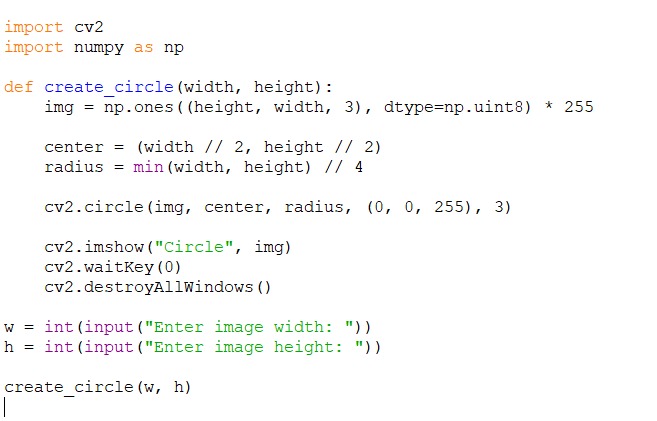 import cv2
import numpy as np
def create_circle(width, height):
    img = np.ones((height, width, 3), dtype=np.uint8) * 255
    center = (width // 2, height // 2)
    radius = min(width, height) // 4
    cv2.circle(img, center, radius, (0, 0, 255), 3)
    cv2.imshow("Circle", img)
    cv2.waitKey(0)
    cv2.destroyAllWindows()
w = int(input("Enter image width: "))
h = int(input("Enter image height: "))
create_circle(w, h)